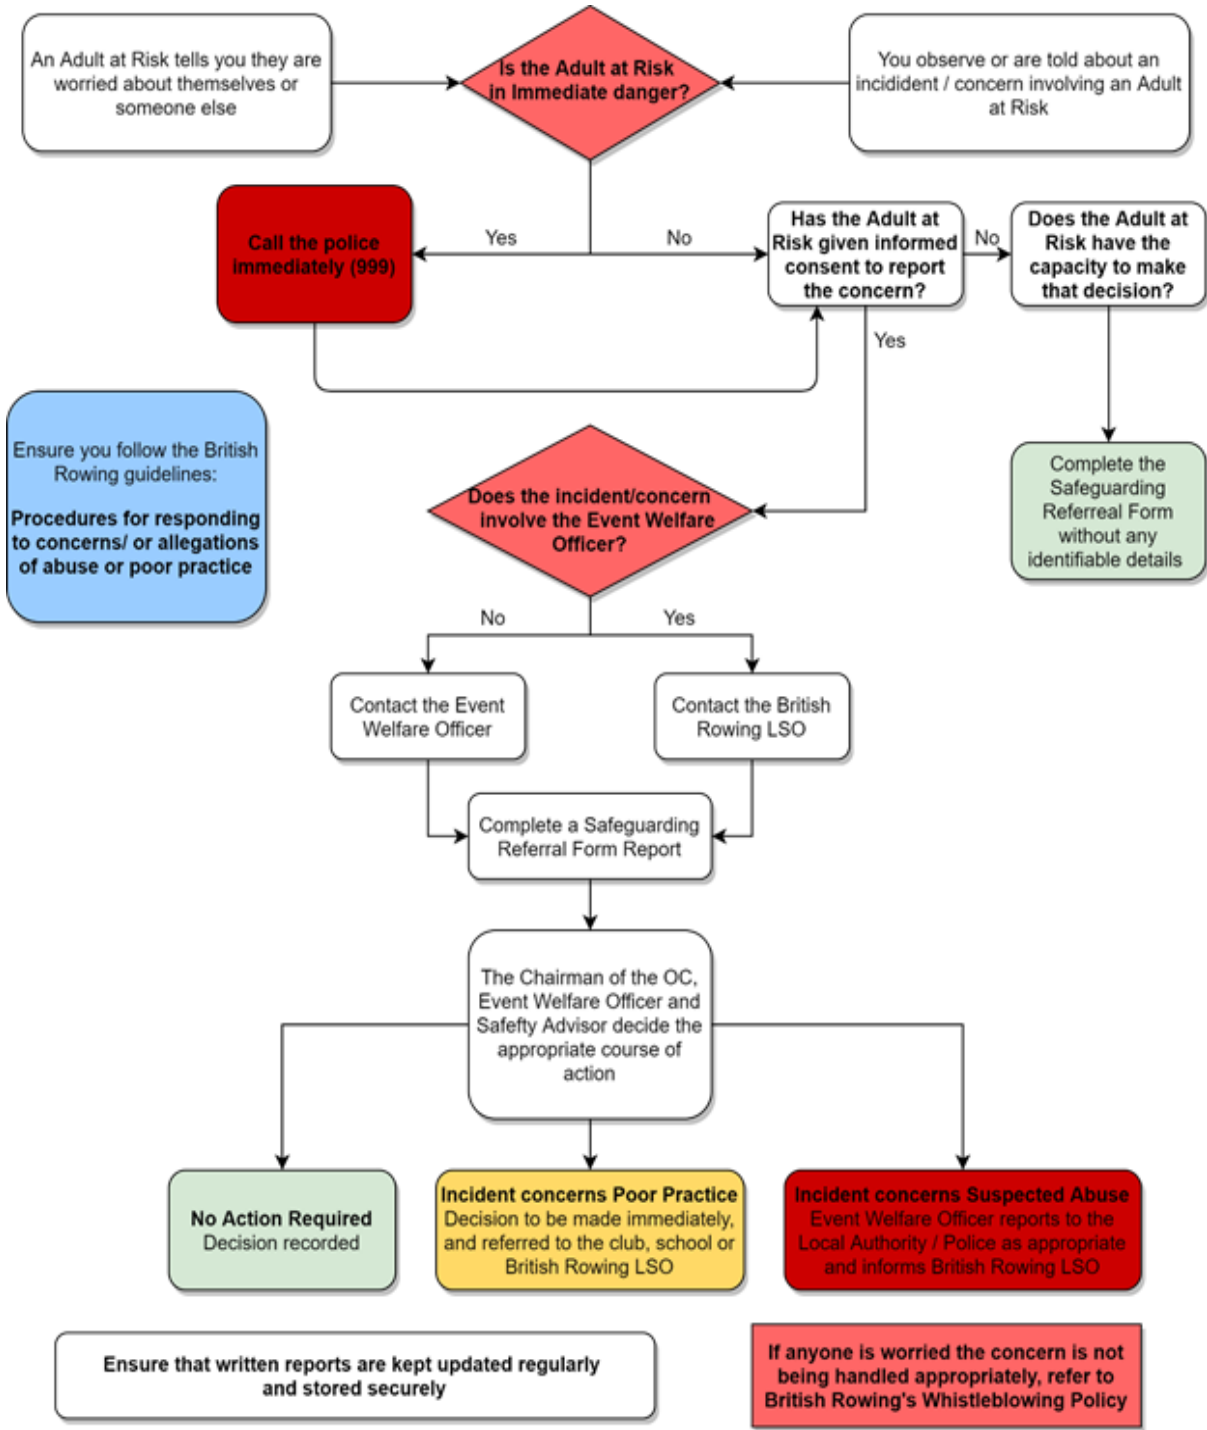 An Adult at Risk tells you they are
worried about themselves or
someone else
Is the Adult at Risk
in Immediate danger?
You observe or are told about an
incidident / concern involving an Adult
at Risk
Call the police
immediately (999)
Yes
No
Has the Adult at
Risk given informed
consent to report
the concern?
No
Does the Adult at
Risk have the
capacity to make
that decision?
Yes
Ensure you follow the British
Rowing guidelines:
Procedures for responding
to concerns/ or allegations
of abuse or poor practice
Does the incident/concern
involve the Event Welfare
Officer?
Complete the
Safeguarding
Referreal Form
without any
identifiable details
No
Yes
Contact the Event
Welfare Officer
Contact the British
Rowing LSO
Complete a Safeguarding
Referral Form Report
The Chairman of the OC,
Event Welfare Officer and
Safefty Advisor decide the
appropriate course of
action
No Action Required
Decision recorded
Incident concerns Poor Practice
Decision to be made immediately,
and referred to the club, school or
British Rowing LSO
Incident concerns Suspected Abuse
Event Welfare Officer reports to the
Local Authority / Police as appropriate
and informs British Rowing LSO
Ensure that written reports are kept updated regularly
and stored securely
If anyone is worried the concern is not
being handled appropriately, refer to
British Rowing's Whistleblowing Policy